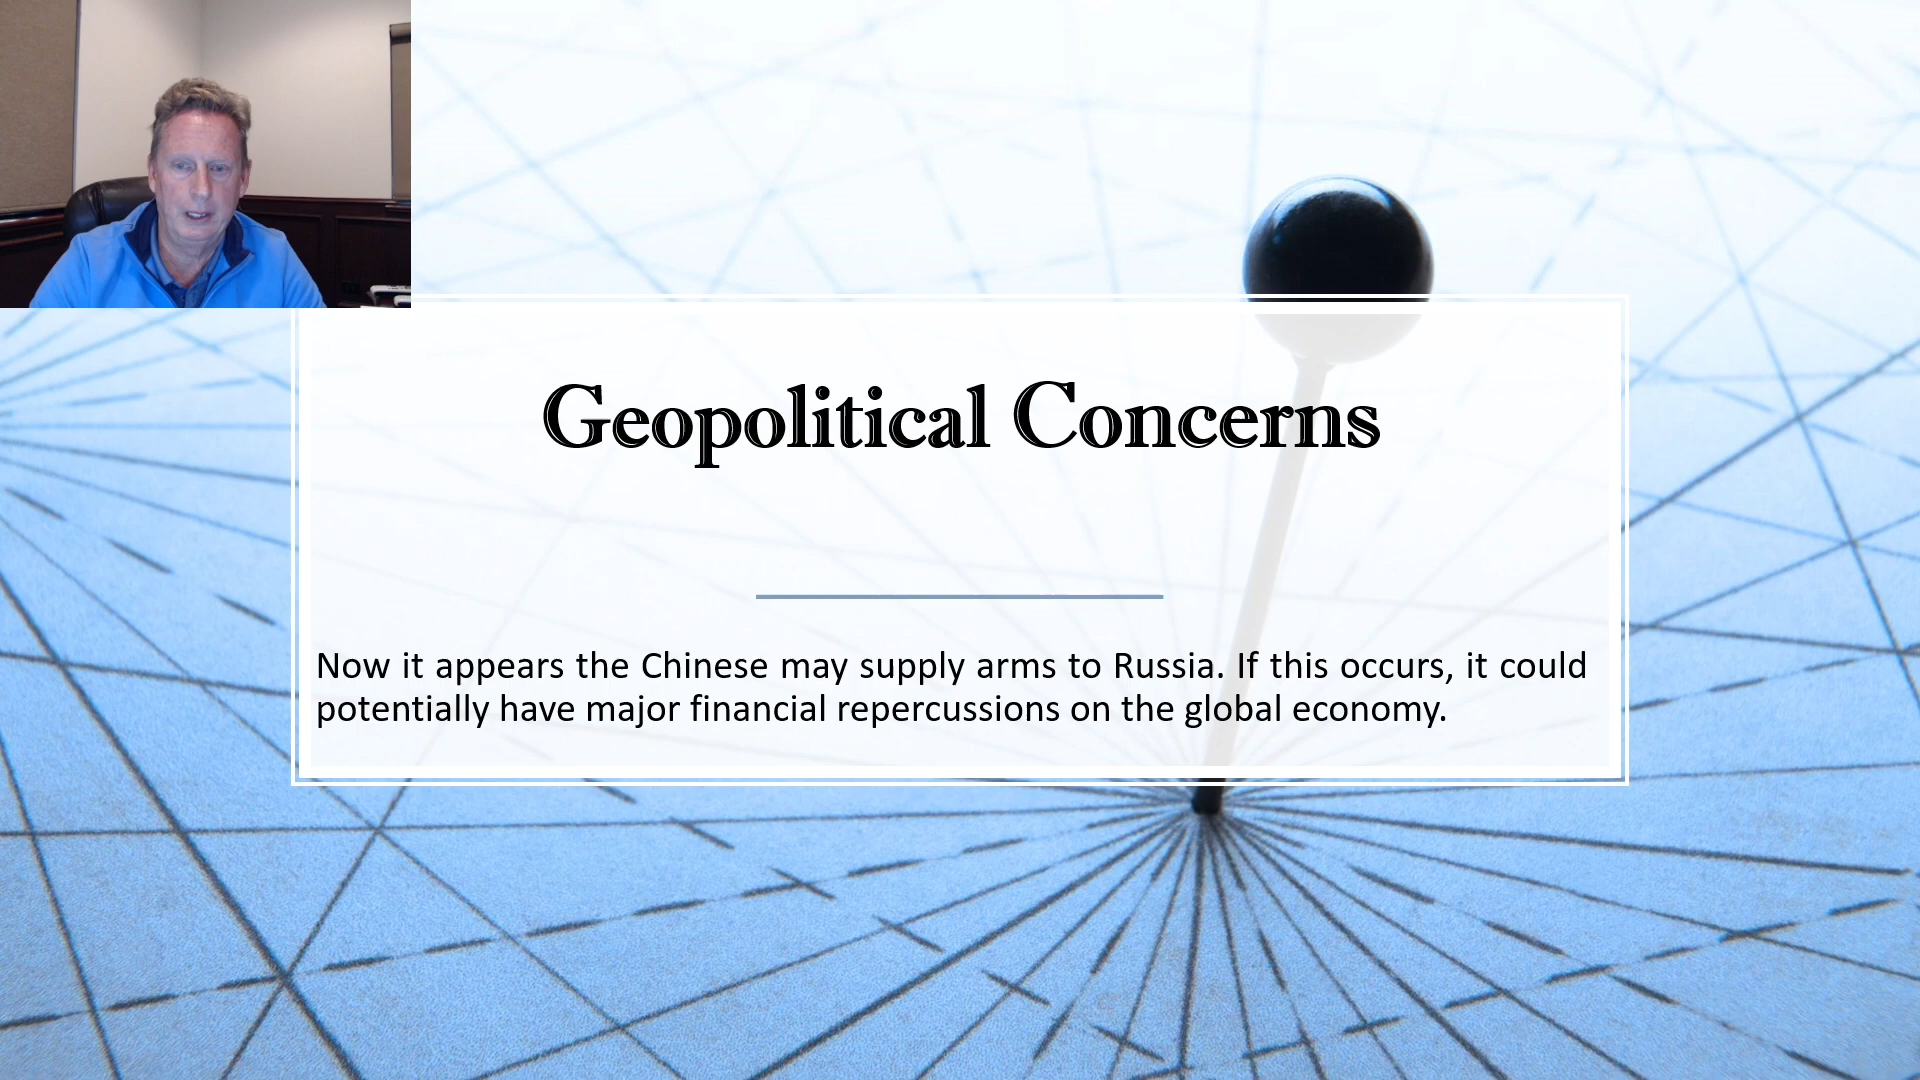 Geopolitical Concerns
Now it appears the Chinese may supply arms to Russia. If this occurs, it could
potentially have major financial repercussions on the global economy.